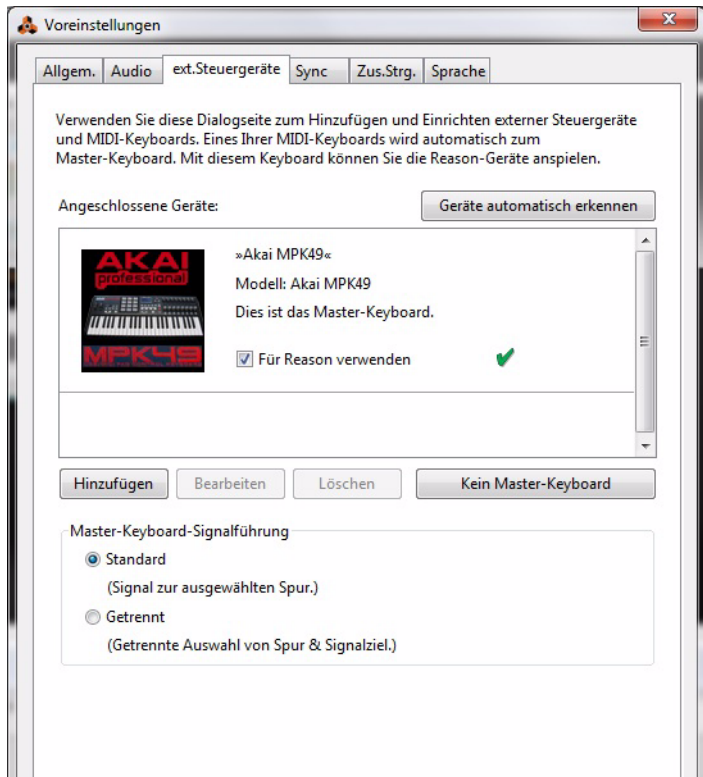 Voreinstellungen
Allgem. Audio ext.Steuergeräte Sync Zus.Strg. Sprache
Verwenden Sie diese Dialogseite zum Hinzufügen und Einrichten externer Steuergeräte
und MIDI-Keyboards. Eines Ihrer MIDI-Keyboards wird automatisch zum
Master-Keyboard. Mit diesem Keyboard können Sie die Reason-Geräte anspielen.
Angeschlossene Geräte:
Geräte automatisch erkennen
AKAI
professional
MPK49
»Akai MPK49«
Modell: Akai MPK49
Dies ist das Master-Keyboard.
Für Reason verwenden
Hinzufügen Bearbeiten Löschen Kein Master-Keyboard
Master-Keyboard-Signalführung
Standard
(Signal zur ausgewählten Spur.)
Getrennt
(Getrennte Auswahl von Spur & Signalziel.)